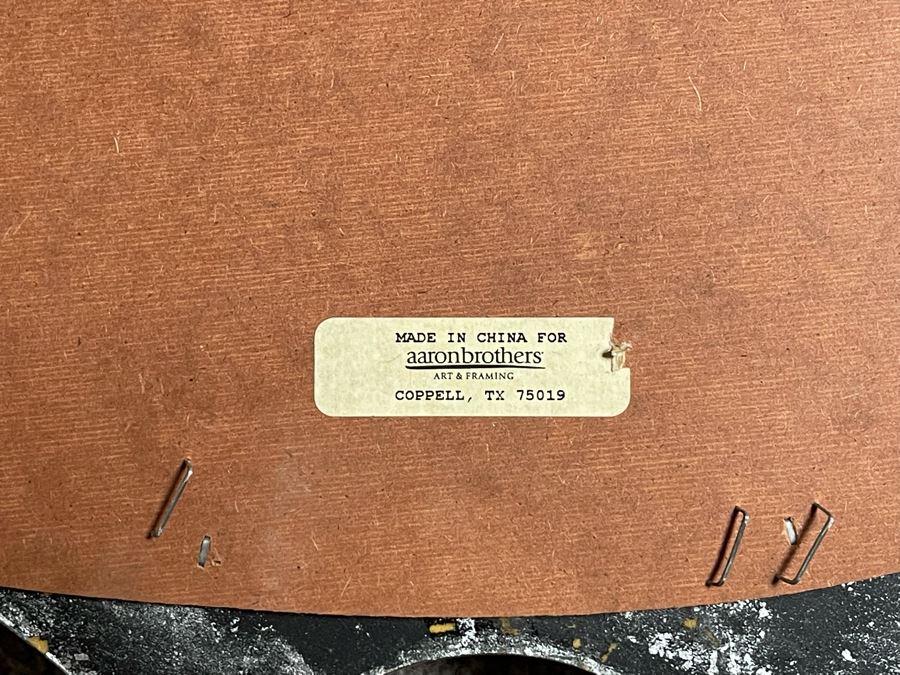 MADE IN CHINA FOR
aaronbrothers
ART & FRAMING
COPPELL, TX 75019